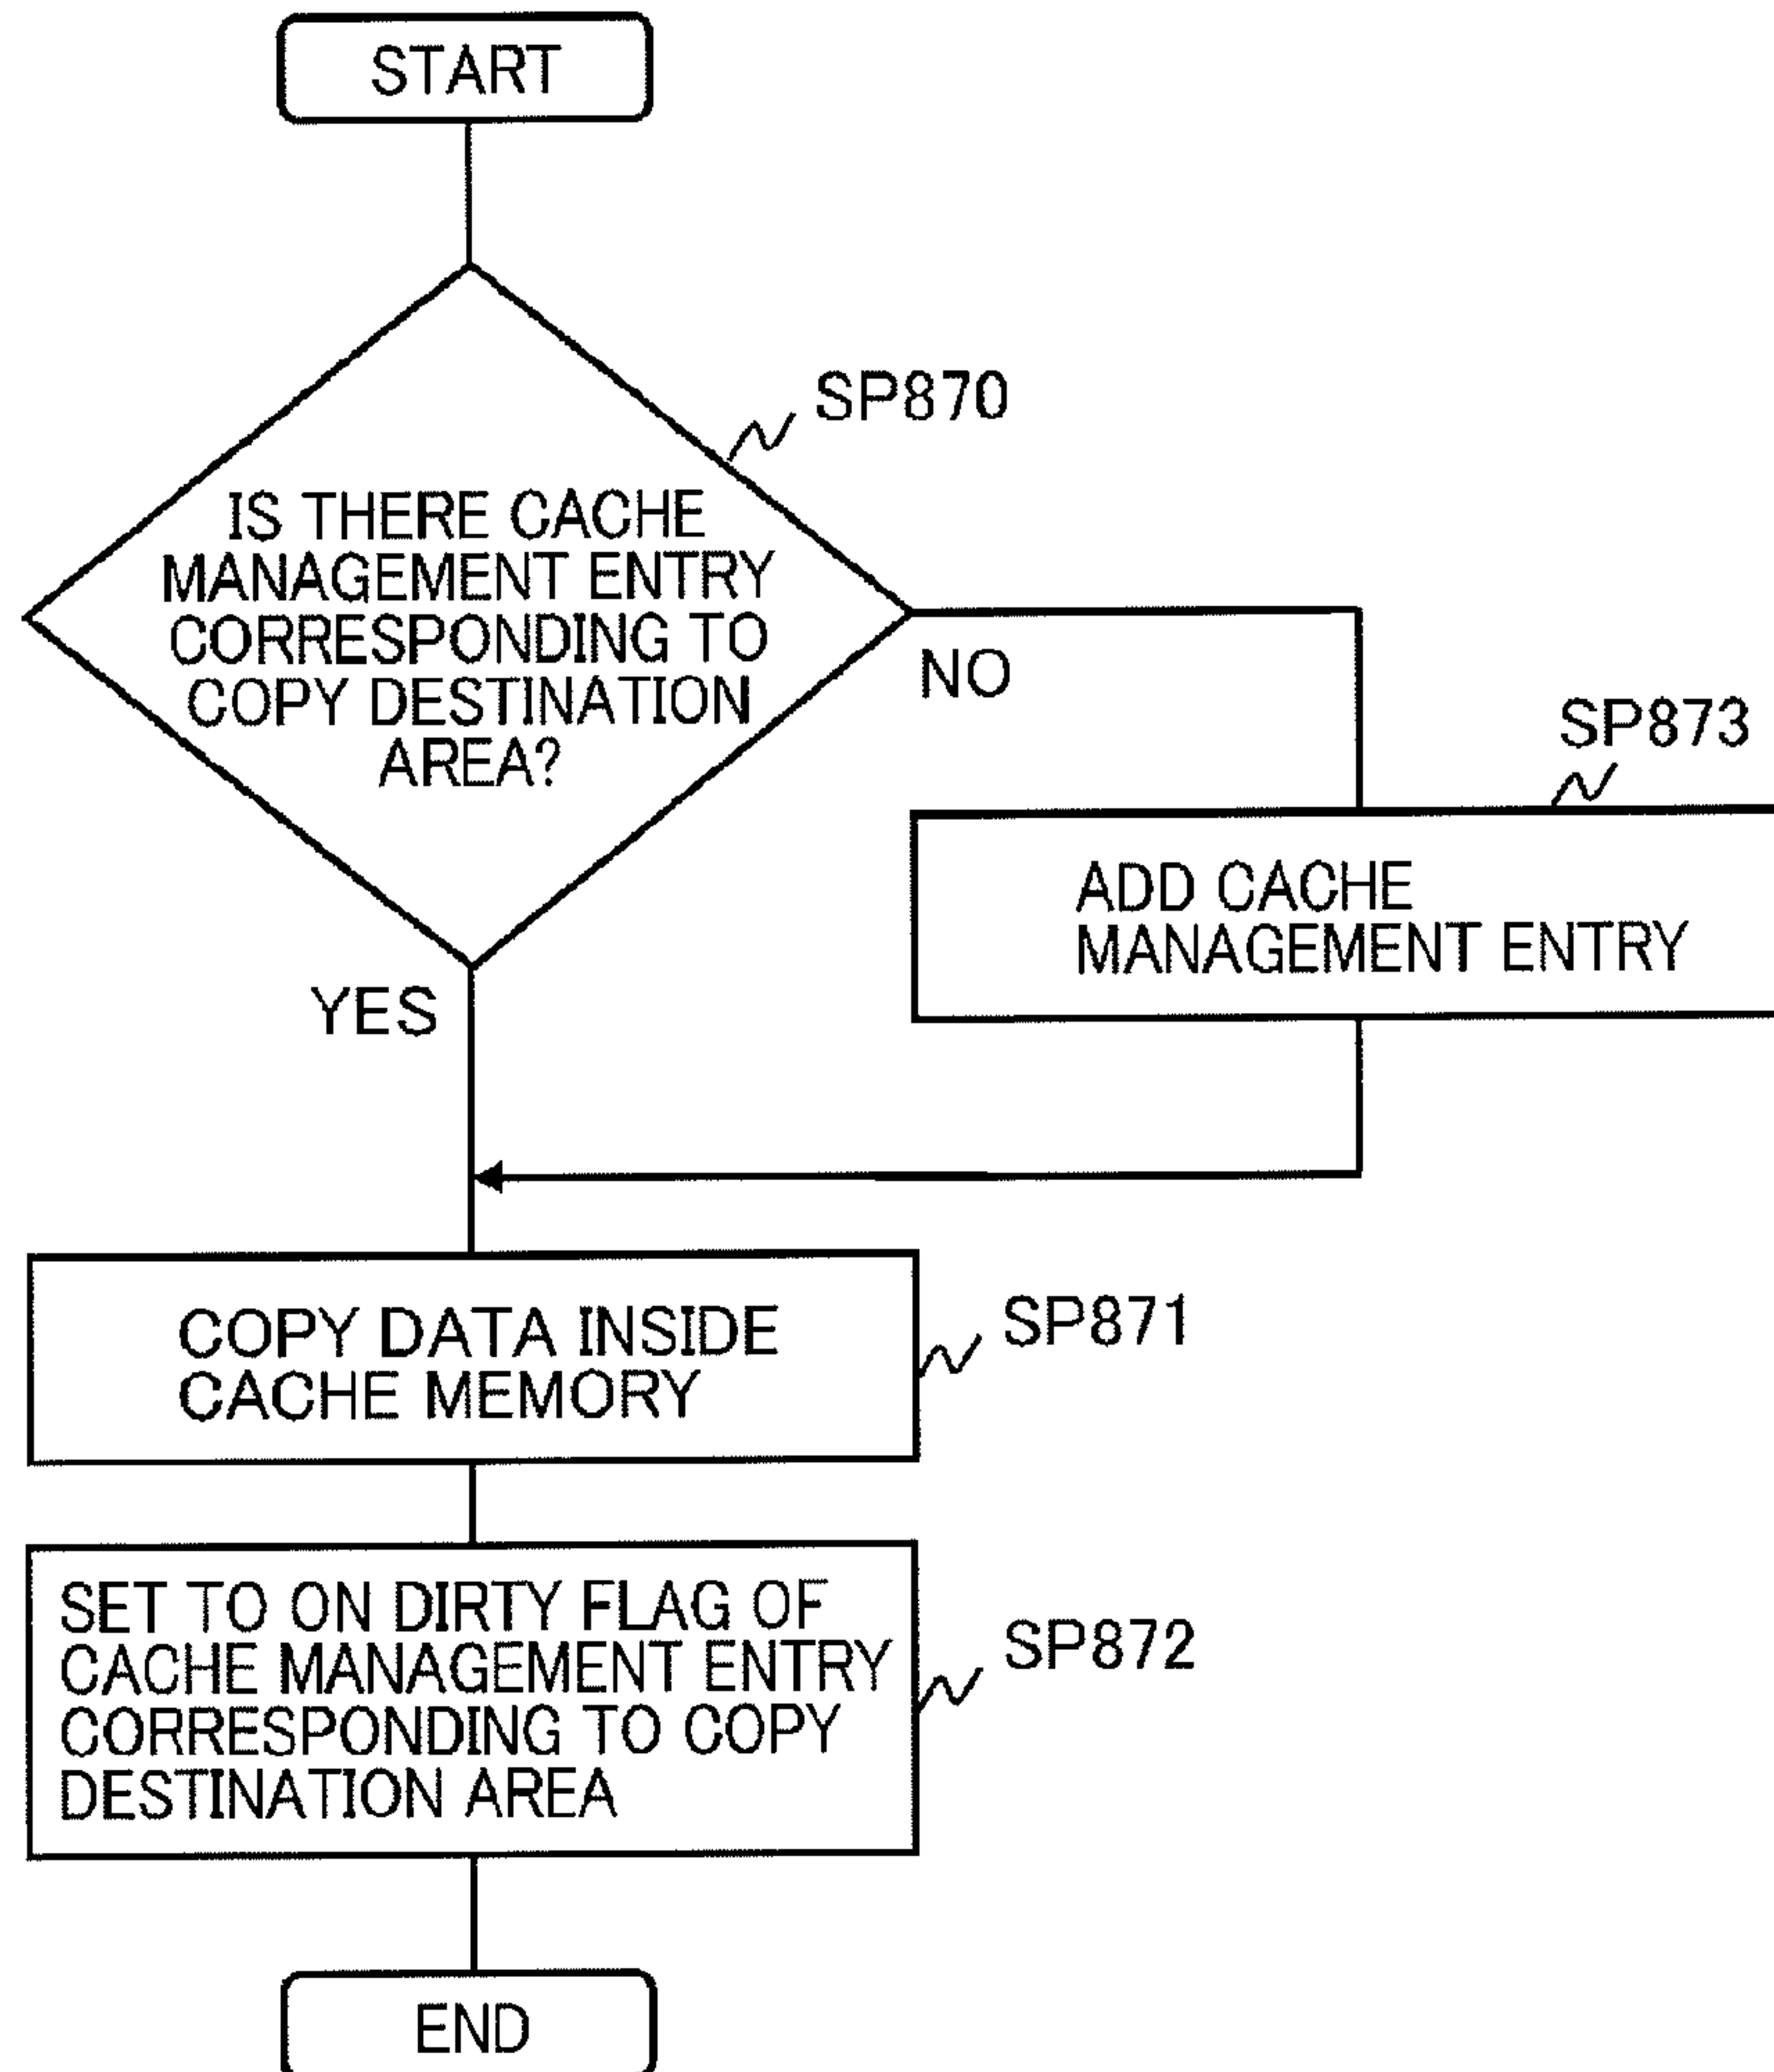 START
SP870
IS THERE CACHE
MANAGEMENT ENTRY
CORRESPONDING TO
COPY DESTINATION
AREA?
NO
SP873
ADD CACHE
MANAGEMENT ENTRY
YES
COPY DATA INSIDE
CACHE MEMORY
SP871
SET TO ON DIRTY FLAG OF
CACHE MANAGEMENT ENTRY
CORRESPONDING TO COPY
DESTINATION AREA
SP872
END